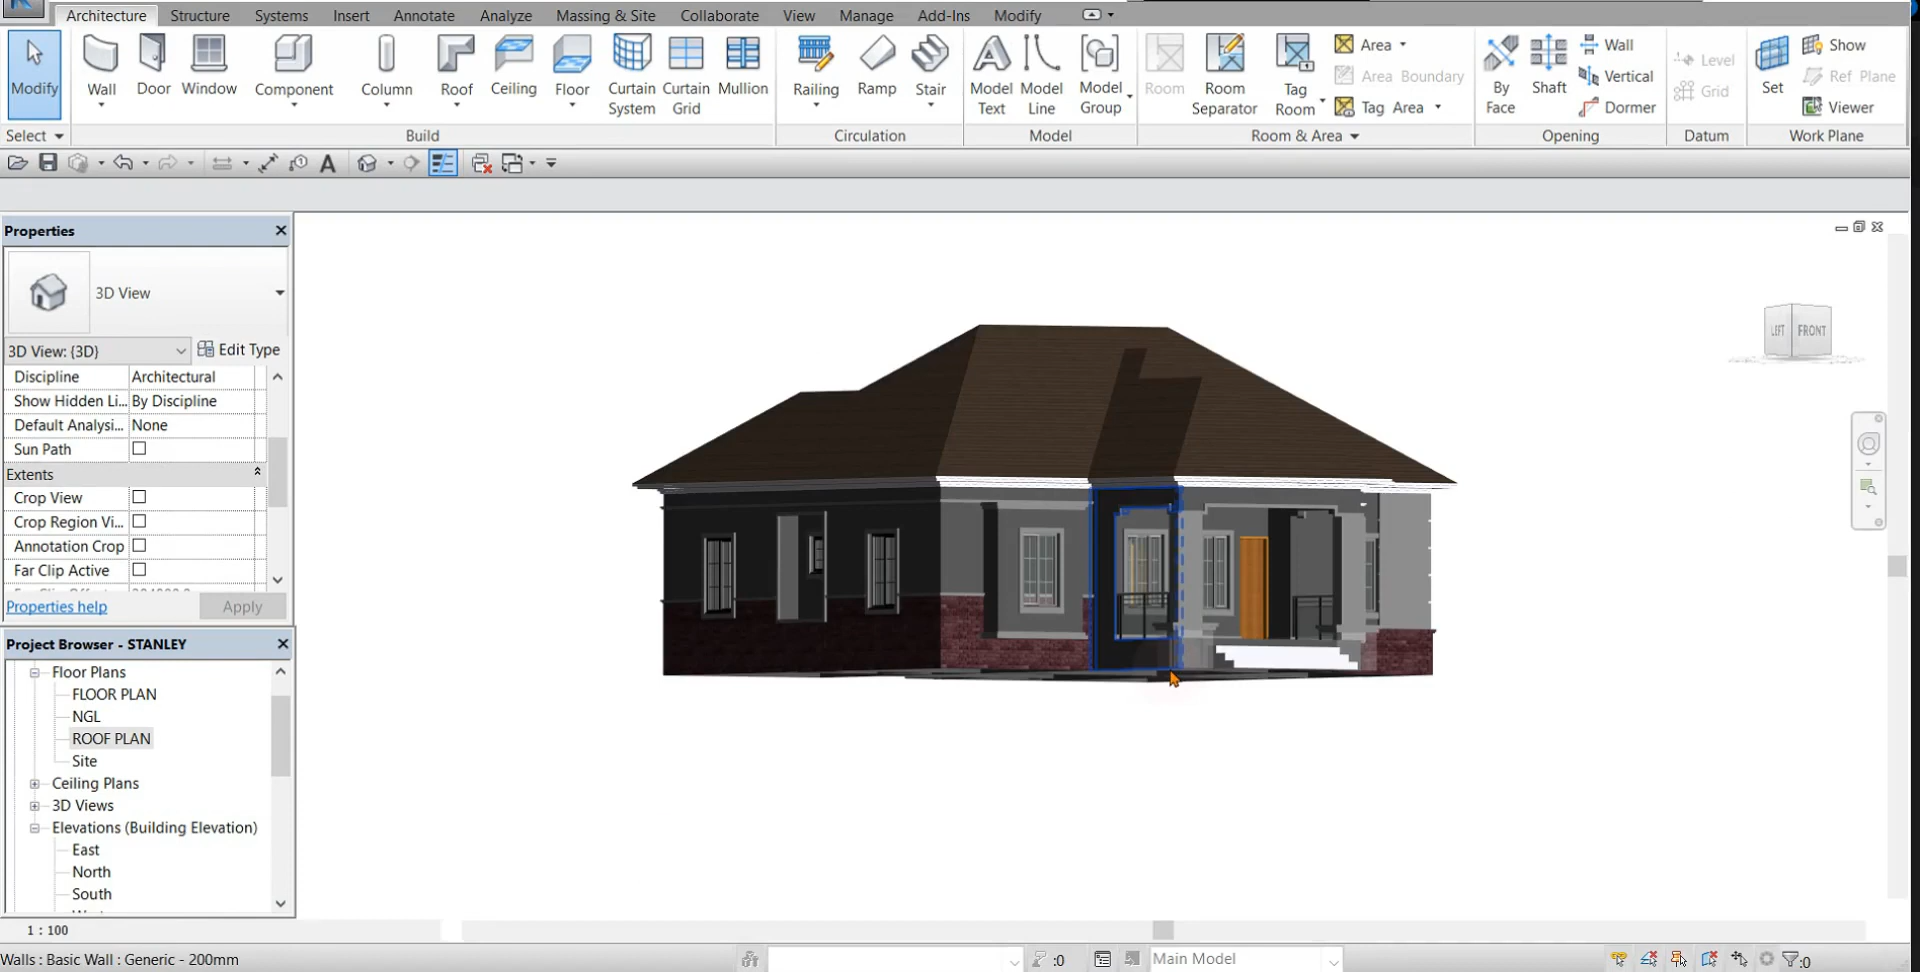 Architecture Structure Systems Insert Annotate Analyze Massing & Site Collaborate View Manage Add-Ins Modify
Modify Wall Door Window Component Column Roof Ceiling Floor Curtain System Curtain Grid Mullion Railing Ramp Stair Model Text Model Line Model Group Room Room Separator Tag Room
Area
Area Boundary
Tag Area
By Face Shaft
Wall
Vertical
Dormer
Level
Grid
Set
Show
Ref Plane
Viewer
Select Build Circulation Model Room & Area Opening Datum Work Plane
Properties
3D View
3D View: {3D} Edit Type
Discipline Architectural
Show Hidden Li... By Discipline
Default Analysi... None
Sun Path
Extents
Crop View
Crop Region Vi...
Annotation Crop
Far Clip Active
Properties help Apply
Project Browser - STANLEY
Floor Plans
FLOOR PLAN
NGL
ROOF PLAN
Site
Ceiling Plans
3D Views
Elevations (Building Elevation)
East
North
South
LEFT FRONT
1 : 100
Walls : Basic Wall : Generic - 200mm
:0
Main Model
:0